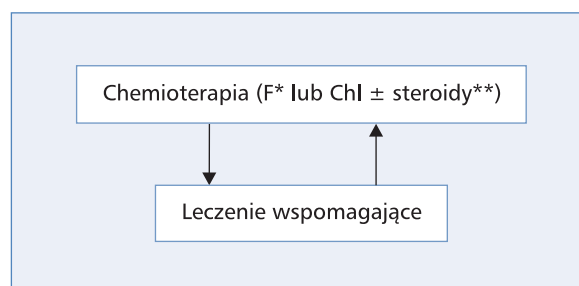 Chemioterapia (F* lub Chl ± steroidy**)
Leczenie wspomagające